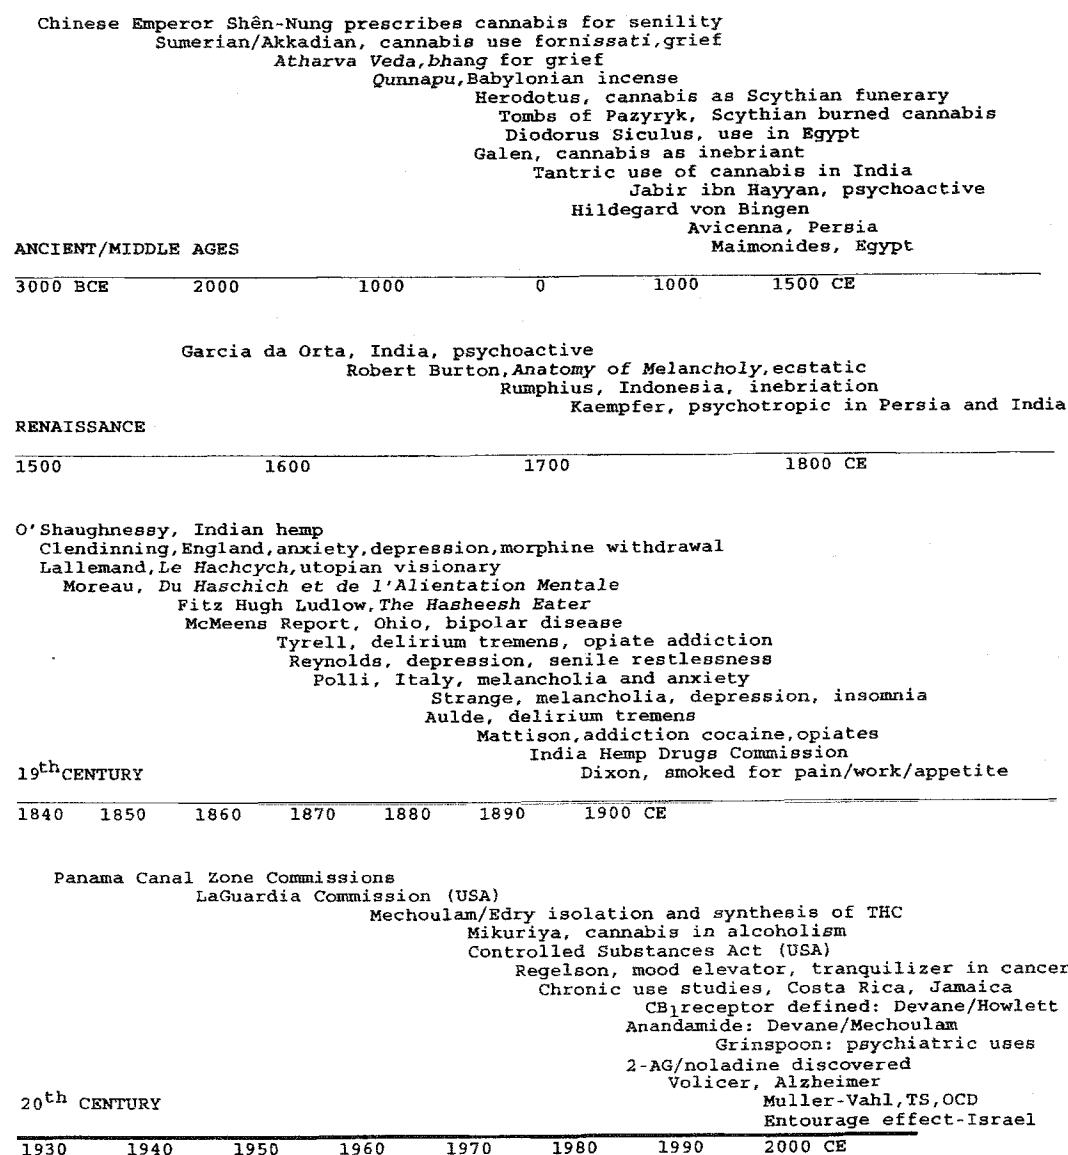 Chinese Emperor Shên-Nung prescribes cannabis for senility
Sumerian/Akkadian, cannabis use fornissati,grief
Atharva Veda,bhang for grief
Qunnapu,Babylonian incense
Herodotus, cannabis as Scythian funerary
Tombs of Pazyryk, Scythian burned cannabis
Diodorus Siculus, use in Egypt
Galen, cannabis as inebriant
Tantric use of cannabis in India
Jabir ibn Hayyan, psychoactive
Hildegard von Bingen
Avicenna, Persia
ANCIENT/MIDDLE AGES Maimonides, Egypt
3000 BCE 2000 1000 0 1000 1500 CE
Garcia da Orta, India, psychoactive
Robert Burton,Anatomy of Melancholy,ecstatic
Rumphius, Indonesia, inebriation
Kaempfer, psychotropic in Persia and India
RENAISSANCE
1500 1600 1700 1800 CE
O'Shaughnessy, Indian hemp
Clendinning,England,anxiety,depression,morphine withdrawal
Lallemand,Le Hachcych,utopian visionary
Moreau, Du Haschich et de l'Alientation Mentale
Fitz Hugh Ludlow,The Hasheesh Eater
McMeens Report, Ohio, bipolar disease
Tyrell, delirium tremens, opiate addiction
Reynolds, depression, senile restlessness
Polli, Italy, melancholia and anxiety
Strange, melancholia, depression, insomnia
Aulde, delirium tremens
Mattison,addiction cocaine,opiates
India Hemp Drugs Commission
19th CENTURY Dixon, smoked for pain/work/appetite
1840 1850 1860 1870 1880 1890 1900 CE
Panama Canal Zone Commissions
LaGuardia Commission (USA)
Mechoulam/Edry isolation and synthesis of THC
Mikuriya, cannabis in alcoholism
Controlled Substances Act (USA)
Regelson, mood elevator, tranquilizer in cancer
Chronic use studies, Costa Rica, Jamaica
CB1receptor defined: Devane/Howlett
Anandamide: Devane/Mechoulam
Grinspoon: psychiatric uses
2-AG/noladine discovered
Volicer, Alzheimer
20th CENTURY Muller-Vahl,TS,OCD
Entourage effect-Israel
1930 1940 1950 1960 1970 1980 1990 2000 CE